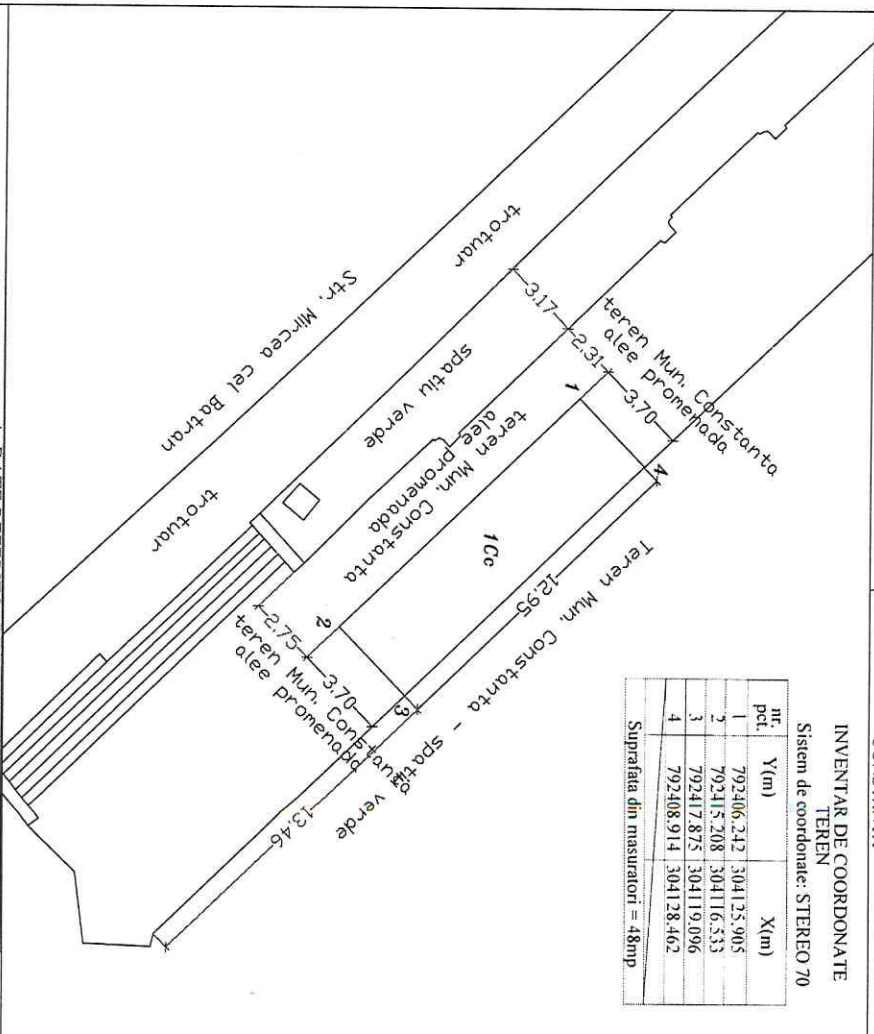 INVENTAR DE COORDONATE
TEREN
Sistem de coordonate: STEREO 70
nr. pct. Y(m) X(m)
1 792406.242 304125.905
2 792415.208 304116.533
3 792417.875 304119.096
4 792408.914 304128.462
Suprafata din masuratori = 48mp
teren Mun. Constanta
alee promenada
trotuar
3.17
2.31
3.70
1
4
Str. Mircea cel Batran
spatiu verde
teren Mun. Constanta
alee promenada
1Cc
12.95
Teren Mun. Constanta - spatiu verde
trotuar
2
3
2.75
3.70
teren Mun. Constanta
alee promenada
13.46